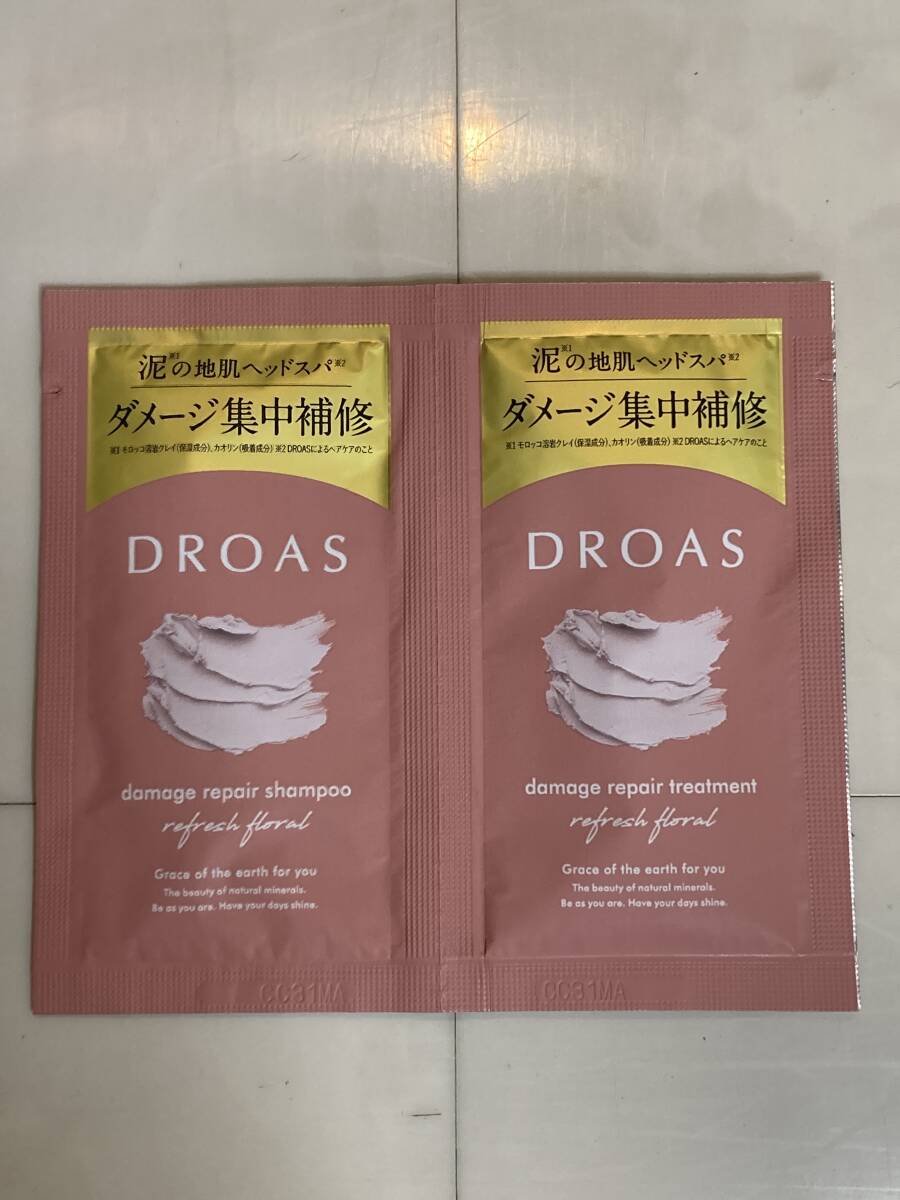 泥※1の地肌ヘッドスパ※2
ダメージ集中補修
※1 モロッコ溶岩クレイ(保湿成分)、カオリン(吸着成分) ※2 DROASによるヘアケアのこと
DROAS
damage repair shampoo
refresh floral
Grace of the earth for you
The beauty of natural minerals.
Be as you are. Have your days shine.
CC31MA
泥※1の地肌ヘッドスパ※2
ダメージ集中補修
※1 モロッコ溶岩クレイ(保湿成分)、カオリン(吸着成分) ※2 DROASによるヘアケアのこと
DROAS
damage repair treatment
refresh floral
Grace of the earth for you
The beauty of natural minerals.
Be as you are. Have your days shine.
CC31MA